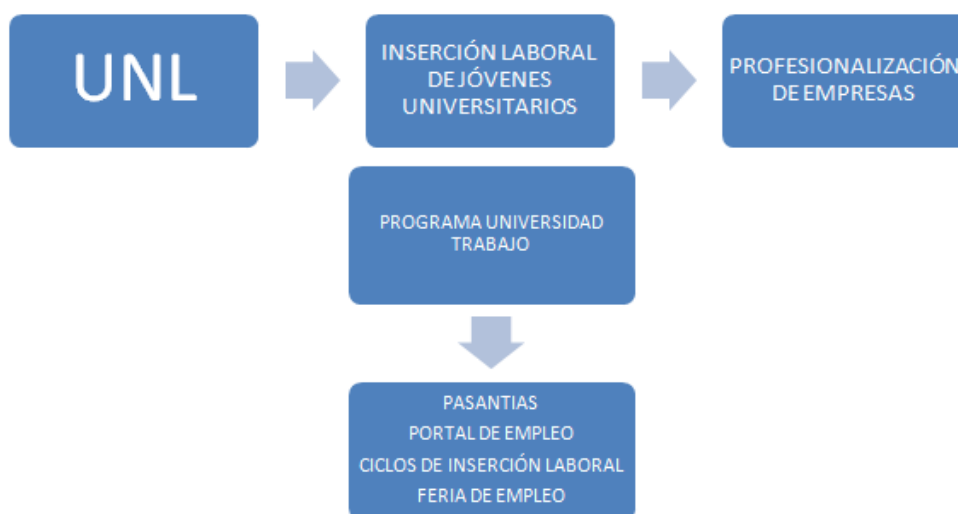 UNL
INSERCIÓN LABORAL
DE JÓVENES
UNIVERSITARIOS
PROFESIONALIZACIÓN
DE EMPRESAS
PROGRAMA UNIVERSIDAD
TRABAJO
PASANTIAS
PORTAL DE EMPLEO
CICLOS DE INSERCIÓN LABORAL
FERIA DE EMPLEO